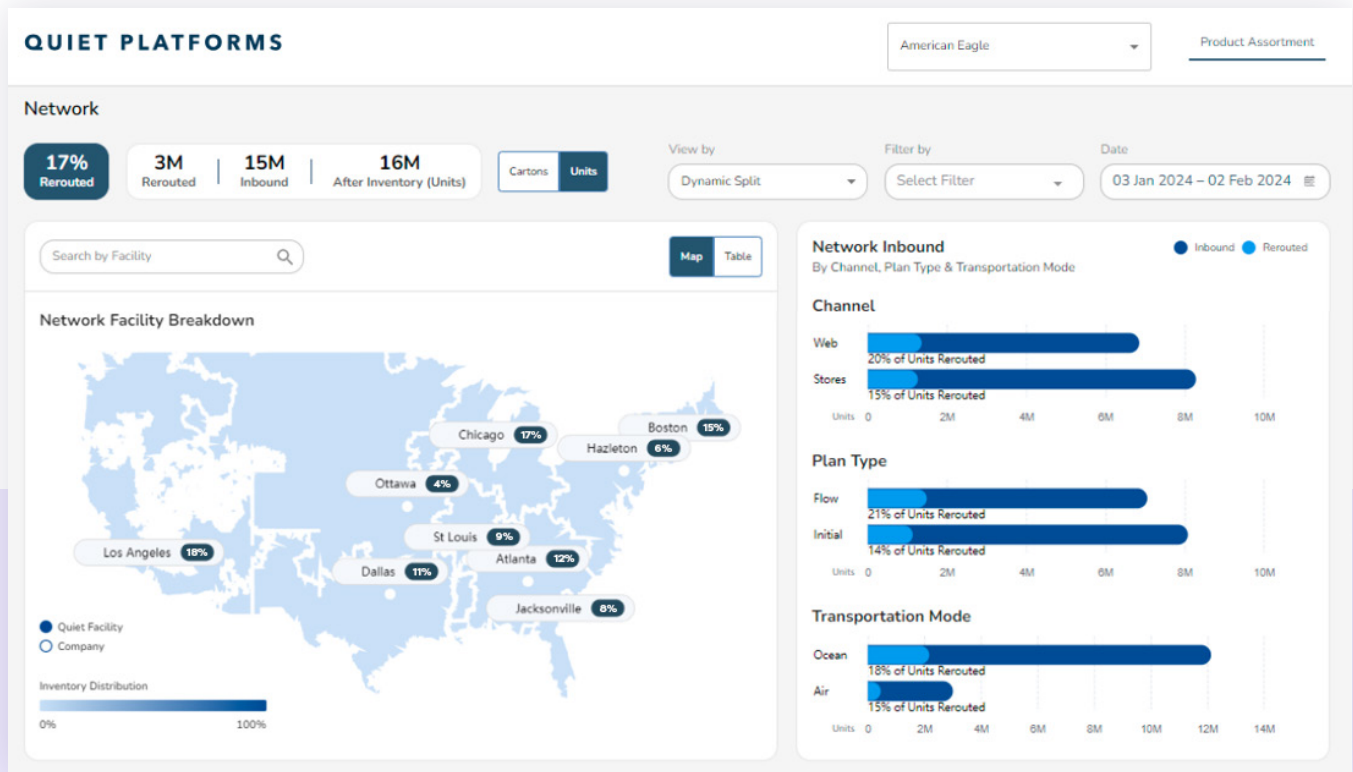 QUIET PLATFORMS
American Eagle
Product Assortment
Network
17%
Rerouted
3M
Rerouted
15M
Inbound
16M
After Inventory (Units)
Cartons
Units
View by
Dynamic Split
Filter by
Select Filter
Date
03 Jan 2024 – 02 Feb 2024
Search by Facility
Map
Table
Network Facility Breakdown
Boston 15%
Chicago 17%
Hazleton 6%
Ottawa 4%
St Louis 9%
Los Angeles 18%
Atlanta 12%
Dallas 11%
Jacksonville 8%
Quiet Facility
Company
Inventory Distribution
0% 100%
Network Inbound
Inbound Rerouted
By Channel, Plan Type & Transportation Mode
Channel
Web
20% of Units Rerouted
Stores
15% of Units Rerouted
Units 0 2M 4M 6M 8M 10M
Plan Type
Flow
21% of Units Rerouted
Initial
14% of Units Rerouted
Units 0 2M 4M 6M 8M 10M
Transportation Mode
Ocean
18% of Units Rerouted
Air
15% of Units Rerouted
Units 0 2M 4M 6M 8M 10M 12M 14M